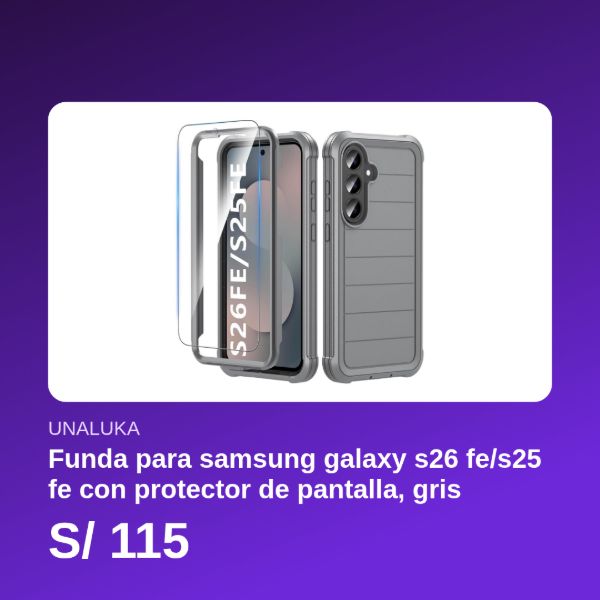 S26FE/S25FE
UNALUKA
Funda para samsung galaxy s26 fe/s25
fe con protector de pantalla, gris
S/ 115